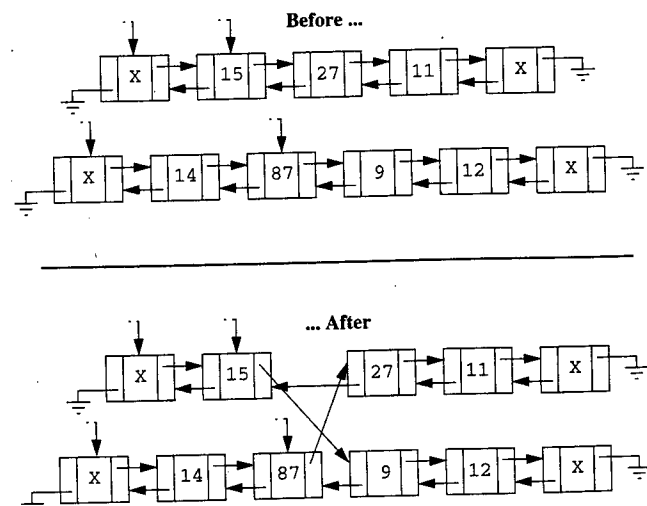 Before ...
X 15 27 11 X
X 14 87 9 12 X
... After
X 15 27 11 X
X 14 87 9 12 X